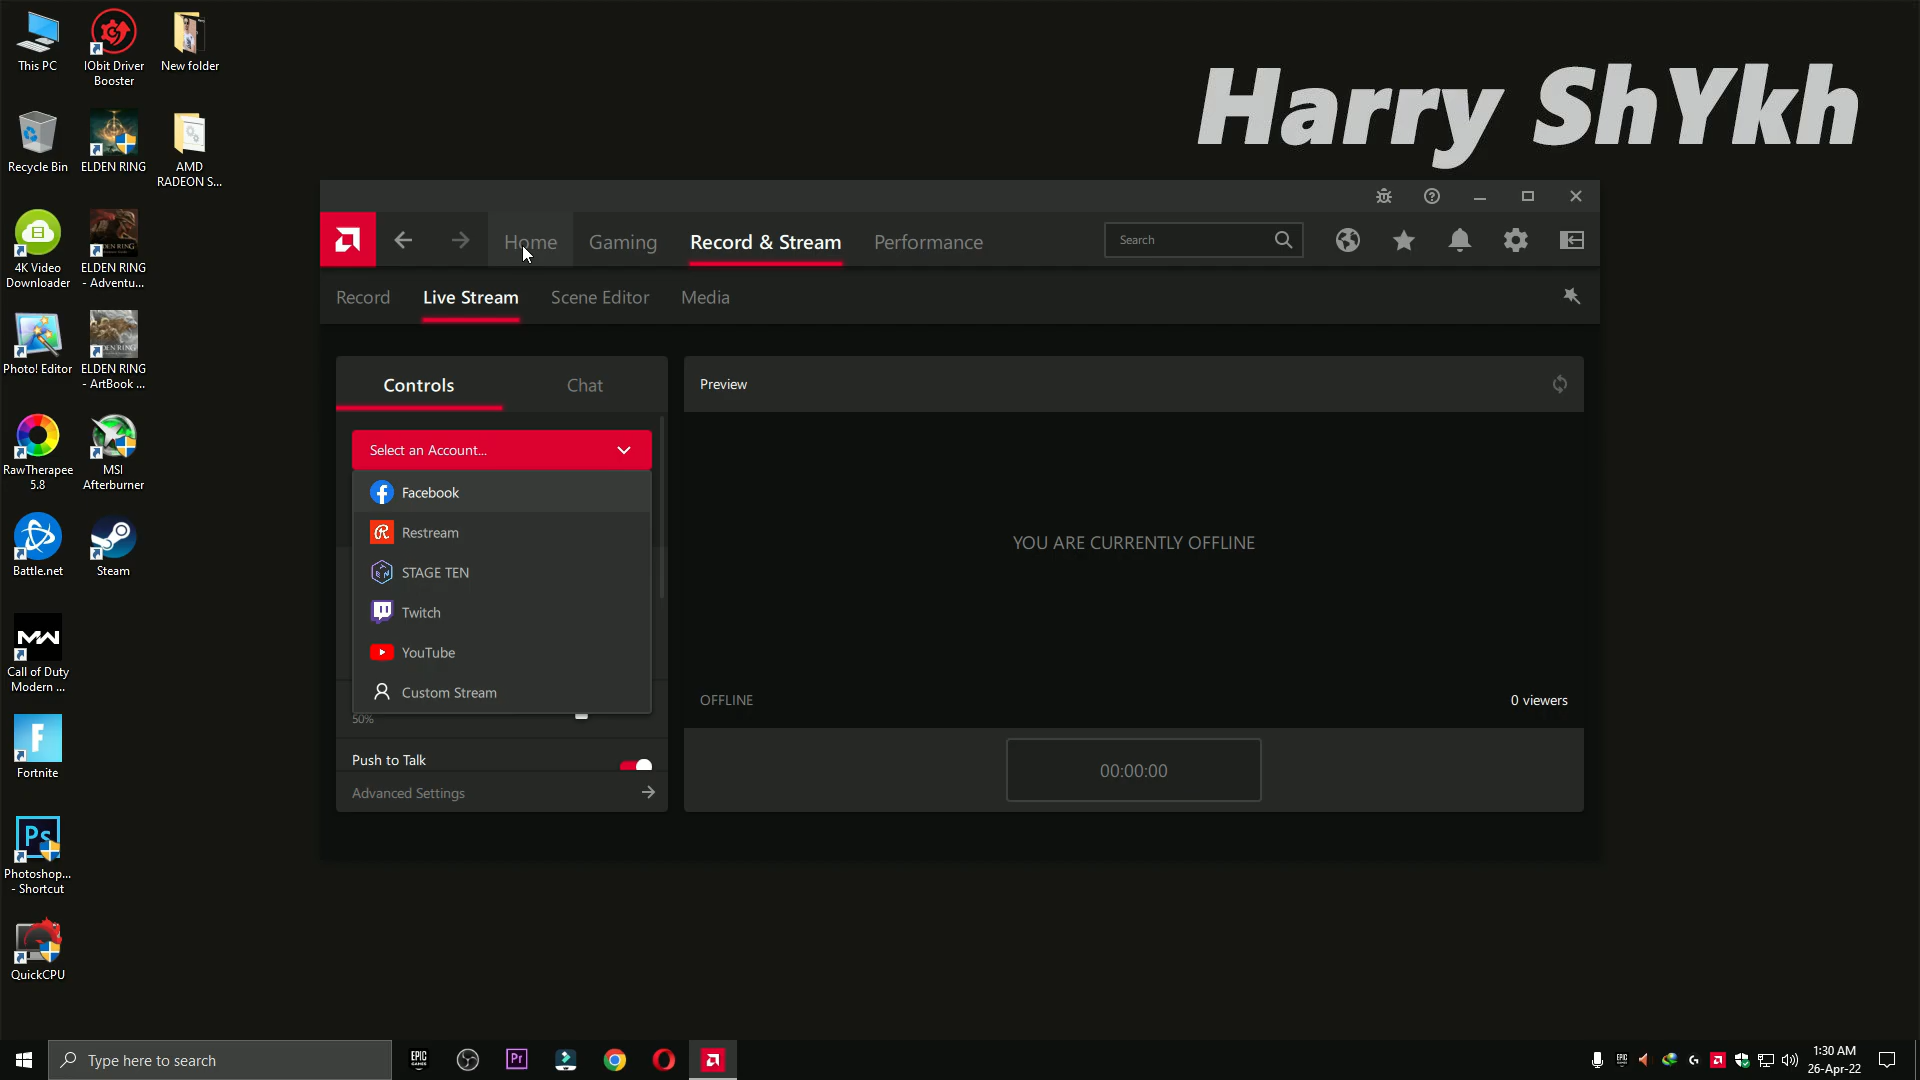 This PC
IObit Driver
Booster
New folder
Recycle Bin
ELDEN RING
AMD
RADEON S...
4K Video
Downloader
ELDEN RING
- Adventu...
Photo! Editor
ELDEN RING
- ArtBook ...
RawTherapee
5.8
MSI
Afterburner
Battle.net
Steam
Call of Duty
Modern ...
Fortnite
Photoshop...
- Shortcut
QuickCPU
Harry ShYkh
Home
Gaming
Record & Stream
Performance
Search
Record
Live Stream
Scene Editor
Media
Controls
Chat
Select an Account...
Facebook
Restream
STAGE TEN
Twitch
YouTube
Custom Stream
50%
Push to Talk
Advanced Settings
Preview
YOU ARE CURRENTLY OFFLINE
OFFLINE
0 viewers
00:00:00
Type here to search
1:30 AM
26-Apr-22